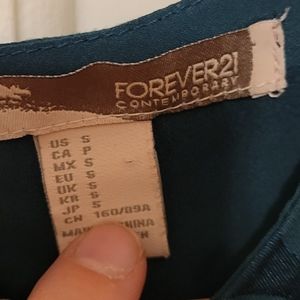 FOREVER21
CONTEMPORARY
US S
CA P
MX S
EU S
UK S
KR S
JP S
CN 160/89A